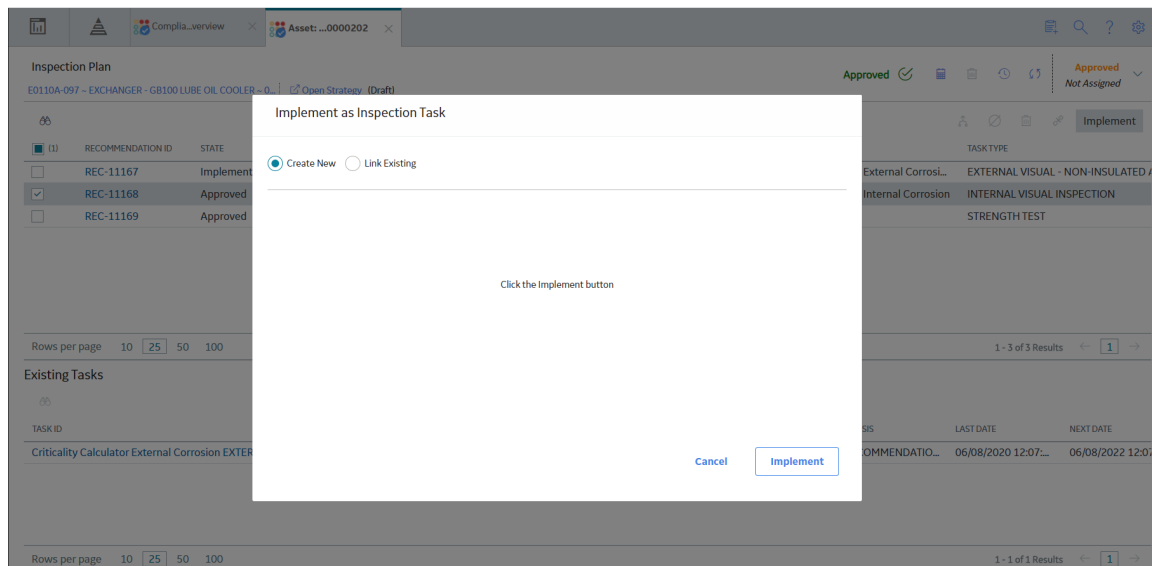 Complia...verview
Asset: ...0000202
Inspection Plan
E0110A-097 – EXCHANGER - GB100 LUBE OIL COOLER – 0... Open Strategy (Draft)
Approved
Approved
Not Assigned
Implement
(1) RECOMMENDATION ID STATE TASK TYPE
REC-11167 Implement External Corrosi... EXTERNAL VISUAL - NON-INSULATED A
REC-11168 Approved Internal Corrosion INTERNAL VISUAL INSPECTION
REC-11169 Approved STRENGTH TEST
Implement as Inspection Task
Create New Link Existing
Click the Implement button
Cancel Implement
Rows per page 10 25 50 100 1 - 3 of 3 Results 1
Existing Tasks
TASK ID SIS LAST DATE NEXT DATE
Criticality Calculator External Corrosion EXTER OMMENDATIO... 06/08/2020 12:07:... 06/08/2022 12:07
Rows per page 10 25 50 100 1 - 1 of 1 Results 1